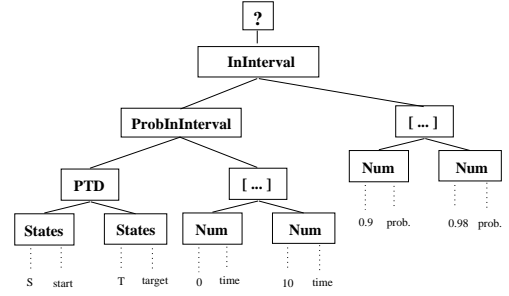 ?
InInterval
ProbInInterval [ ... ]
PTD [ ... ] Num Num
0.9 prob. 0.98 prob.
States States Num Num
S start T target 0 time 10 time